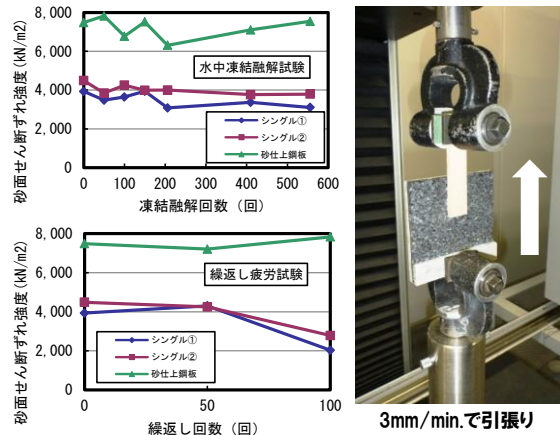 砂面せん断ずれ強度(kN/m2)
8,000
6,000
4,000
2,000
0
水中凍結融解試験
シングル①
シングル②
砂仕上鋼板
0
100
200
300
400
500
600
凍結融解回数（回）
砂面せん断ずれ強度(kN/m2)
8,000
6,000
4,000
2,000
0
繰返し疲労試験
シングル①
シングル②
砂仕上鋼板
0
50
100
繰返し回数（回）
3mm/min.で引張り